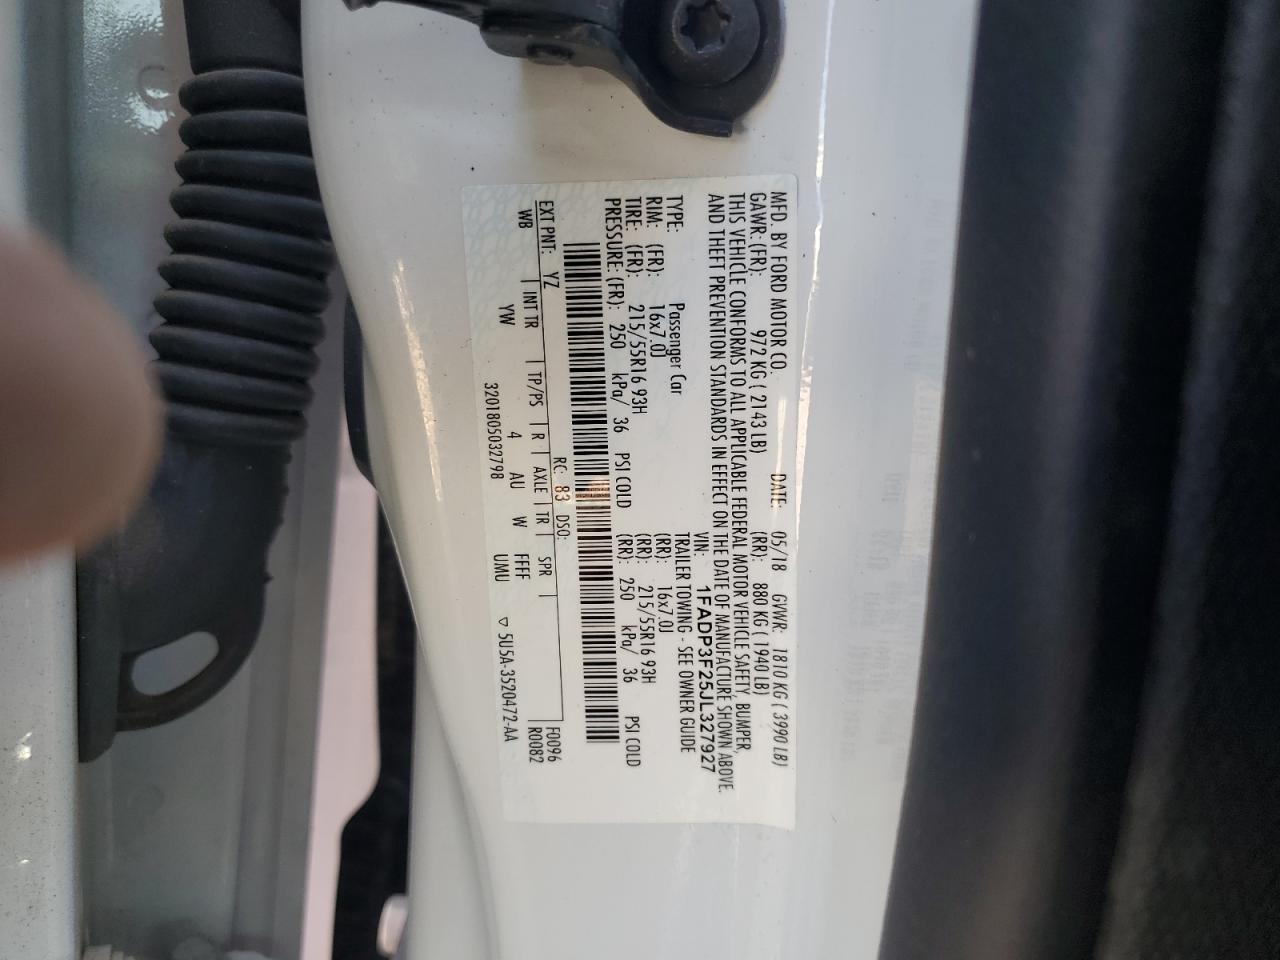 MFD. BY FORD MOTOR CO. DATE: 05/18 GVWR: 1810 KG ( 3990 LB)
GAWR: (FR): 972 KG ( 2143 LB) (RR): 880 KG ( 1940 LB)
THIS VEHICLE CONFORMS TO ALL APPLICABLE FEDERAL MOTOR VEHICLE SAFETY, BUMPER,
AND THEFT PREVENTION STANDARDS IN EFFECT ON THE DATE OF MANUFACTURE SHOWN ABOVE.
VIN: 1FADP3F25JL327927
TYPE: Passenger Car TRAILER TOWING - SEE OWNER GUIDE
RIM: (FR): 16x7.0J (RR): 16x7.0J
TIRE: (FR): 215/55R16 93H (RR): 215/55R16 93H
PRESSURE: (FR): 250 kPa/ 36 PSI COLD (RR): 250 kPa/ 36 PSI COLD
EXT PNT: YZ RC: 83 DSO: F0096
WB INT TR TP/PS R AXLE TR SPR R0082
YW 4 AU W FFFF
3201805032798 UMU ▽ 5U5A-3520472-AA